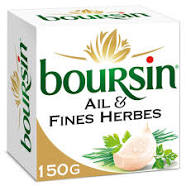 boursin
AIL &
FINES HERBES
150G